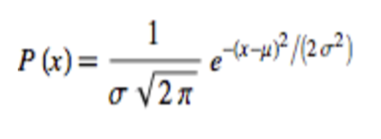 P (x) = 1 / (σ √2π) e^-(x-μ)²/(2σ²)